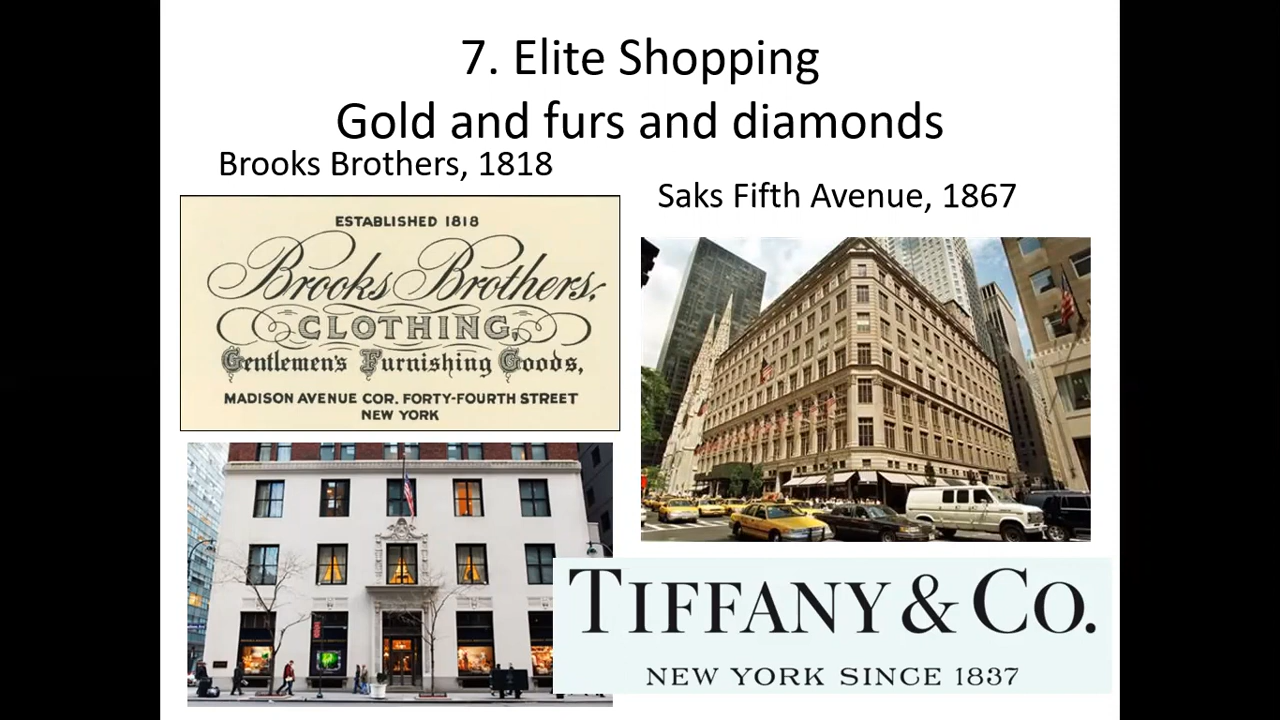 7. Elite Shopping
Gold and furs and diamonds
Brooks Brothers, 1818
ESTABLISHED 1818
Brooks Brothers,
CLOTHING,
Gentlemen's Furnishing Goods,
MADISON AVENUE COR. FORTY-FOURTH STREET
NEW YORK
Saks Fifth Avenue, 1867
TIFFANY & CO.
NEW YORK SINCE 1837